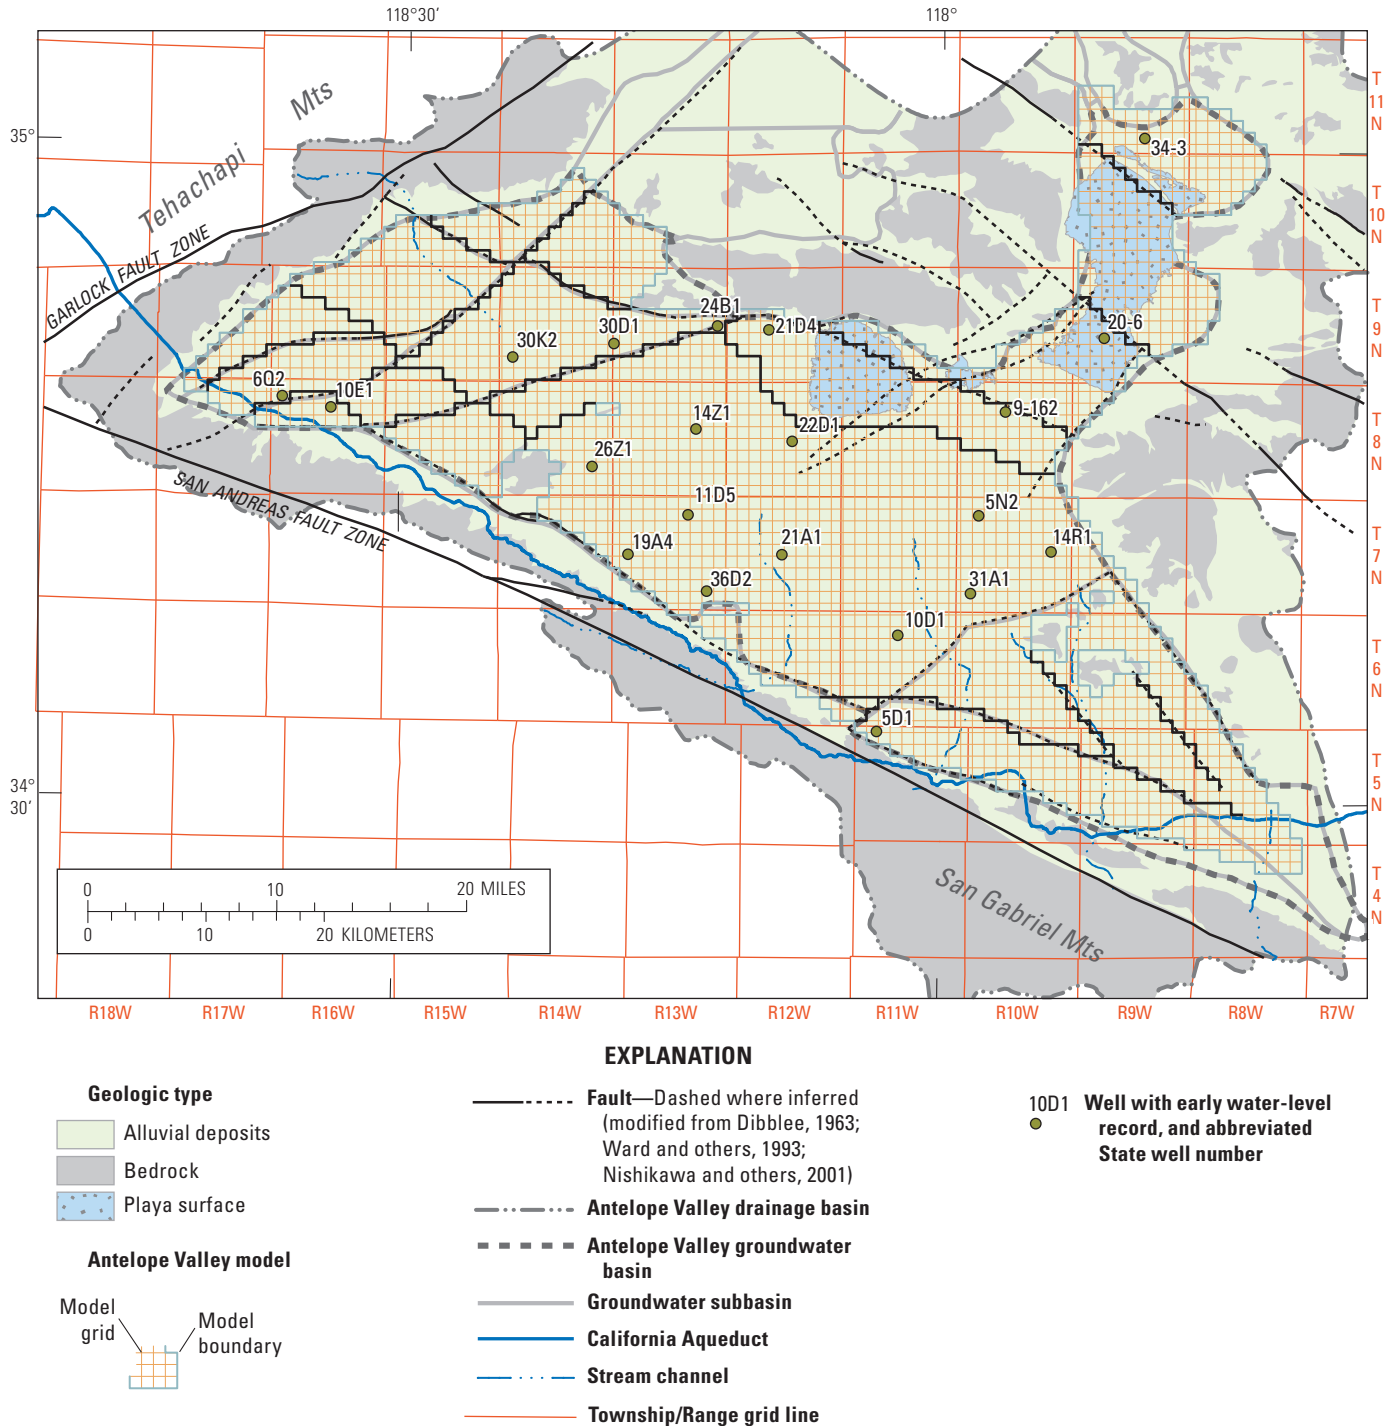 118°30’
118°
35°
34°
30’
T
11
N
T
10
N
T
9
N
T
8
N
T
7
N
T
6
N
T
5
N
T
4
N
Tehachapi
Mts
GARLOCK FAULT ZONE
SAN ANDREAS FAULT ZONE
San Gabriel Mts
34-3
24B1
21D4
20-6
30D1
30K2
6Q2
10E1
9-162
14Z1
22D1
26Z1
11D5
5N2
19A4
21A1
14R1
36D2
31A1
10D1
5D1
0 10 20 MILES
0 10 20 KILOMETERS
R18W R17W R16W R15W R14W R13W R12W R11W R10W R9W R8W R7W
EXPLANATION
Geologic type
Alluvial deposits
Bedrock
Playa surface
Antelope Valley model
Model
grid
Model
boundary
Fault—Dashed where inferred
(modified from Dibblee, 1963;
Ward and others, 1993;
Nishikawa and others, 2001)
Antelope Valley drainage basin
Antelope Valley groundwater
basin
Groundwater subbasin
California Aqueduct
Stream channel
Township/Range grid line
10D1 Well with early water-level
record, and abbreviated
State well number